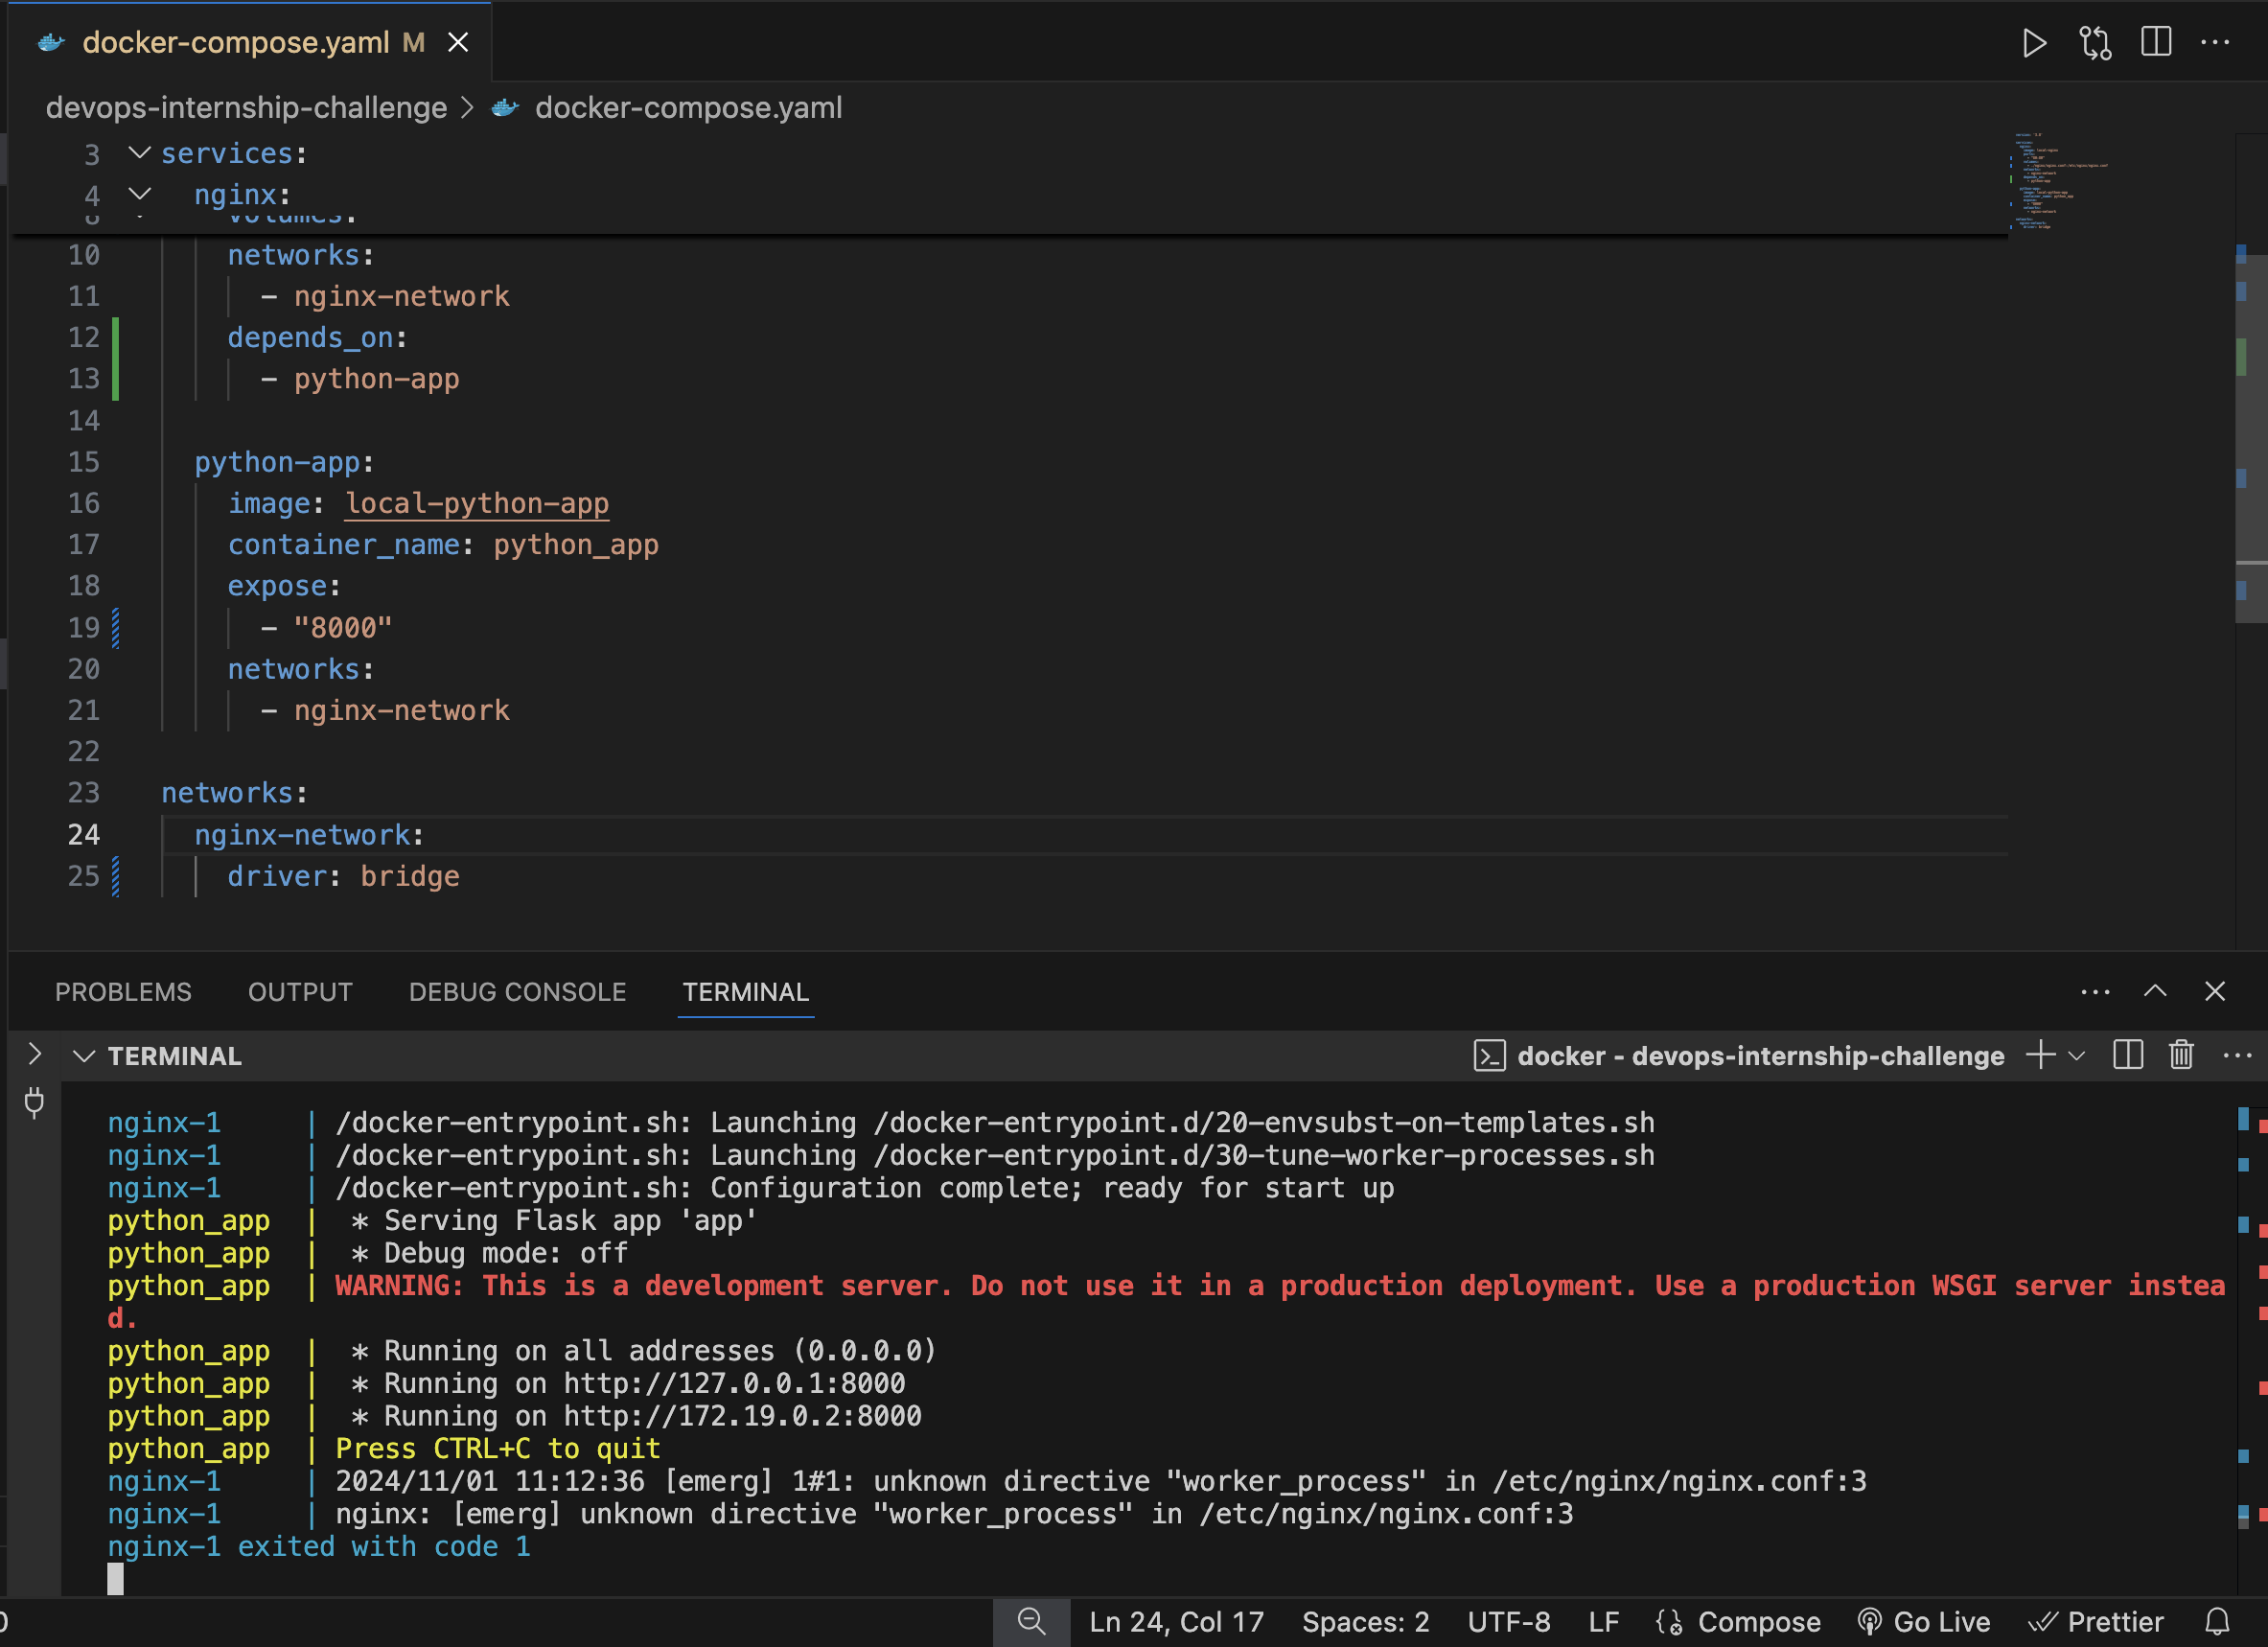 docker-compose.yaml M
devops-internship-challenge > docker-compose.yaml
3 services:
4 nginx:
8 volumes:
10 networks:
11 - nginx-network
12 depends_on:
13 - python-app
14
15 python-app:
16 image: local-python-app
17 container_name: python_app
18 expose:
19 - "8000"
20 networks:
21 - nginx-network
22
23 networks:
24 nginx-network:
25 driver: bridge
PROBLEMS OUTPUT DEBUG CONSOLE TERMINAL
TERMINAL docker - devops-internship-challenge
nginx-1 | /docker-entrypoint.sh: Launching /docker-entrypoint.d/20-envsubst-on-templates.sh
nginx-1 | /docker-entrypoint.sh: Launching /docker-entrypoint.d/30-tune-worker-processes.sh
nginx-1 | /docker-entrypoint.sh: Configuration complete; ready for start up
python_app | * Serving Flask app 'app'
python_app | * Debug mode: off
python_app | WARNING: This is a development server. Do not use it in a production deployment. Use a production WSGI server instea
d.
python_app | * Running on all addresses (0.0.0.0)
python_app | * Running on http://127.0.0.1:8000
python_app | * Running on http://172.19.0.2:8000
python_app | Press CTRL+C to quit
nginx-1 | 2024/11/01 11:12:36 [emerg] 1#1: unknown directive "worker_process" in /etc/nginx/nginx.conf:3
nginx-1 | nginx: [emerg] unknown directive "worker_process" in /etc/nginx/nginx.conf:3
nginx-1 exited with code 1
Ln 24, Col 17 Spaces: 2 UTF-8 LF Compose Go Live Prettier